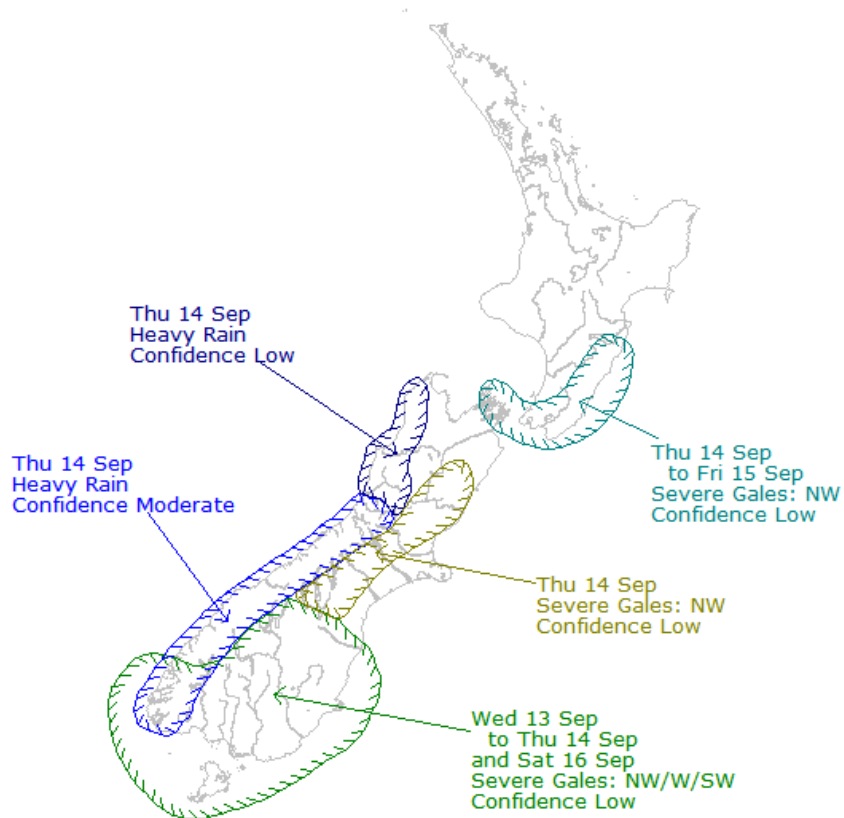 Thu 14 Sep
Heavy Rain
Confidence Low
Thu 14 Sep
Heavy Rain
Confidence Moderate
Thu 14 Sep
to Fri 15 Sep
Severe Gales: NW
Confidence Low
Thu 14 Sep
Severe Gales: NW
Confidence Low
Wed 13 Sep
to Thu 14 Sep
and Sat 16 Sep
Severe Gales: NW/W/SW
Confidence Low